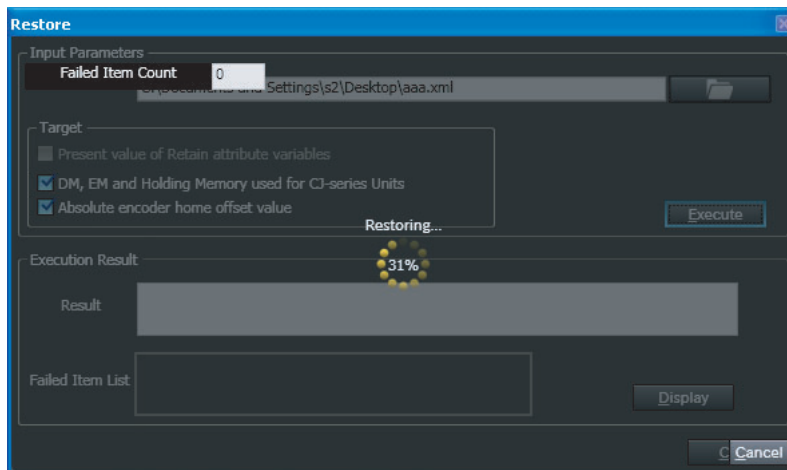 Restore
Input Parameters
Failed Item Count 0
Settings\s2\Desktop\aaa.xml
Target
Present value of Retain attribute variables
DM, EM and Holding Memory used for CJ-series Units
Absolute encoder home offset value
Execute
Restoring...
31%
Execution Result
Result
Failed Item List
Display
C Cancel